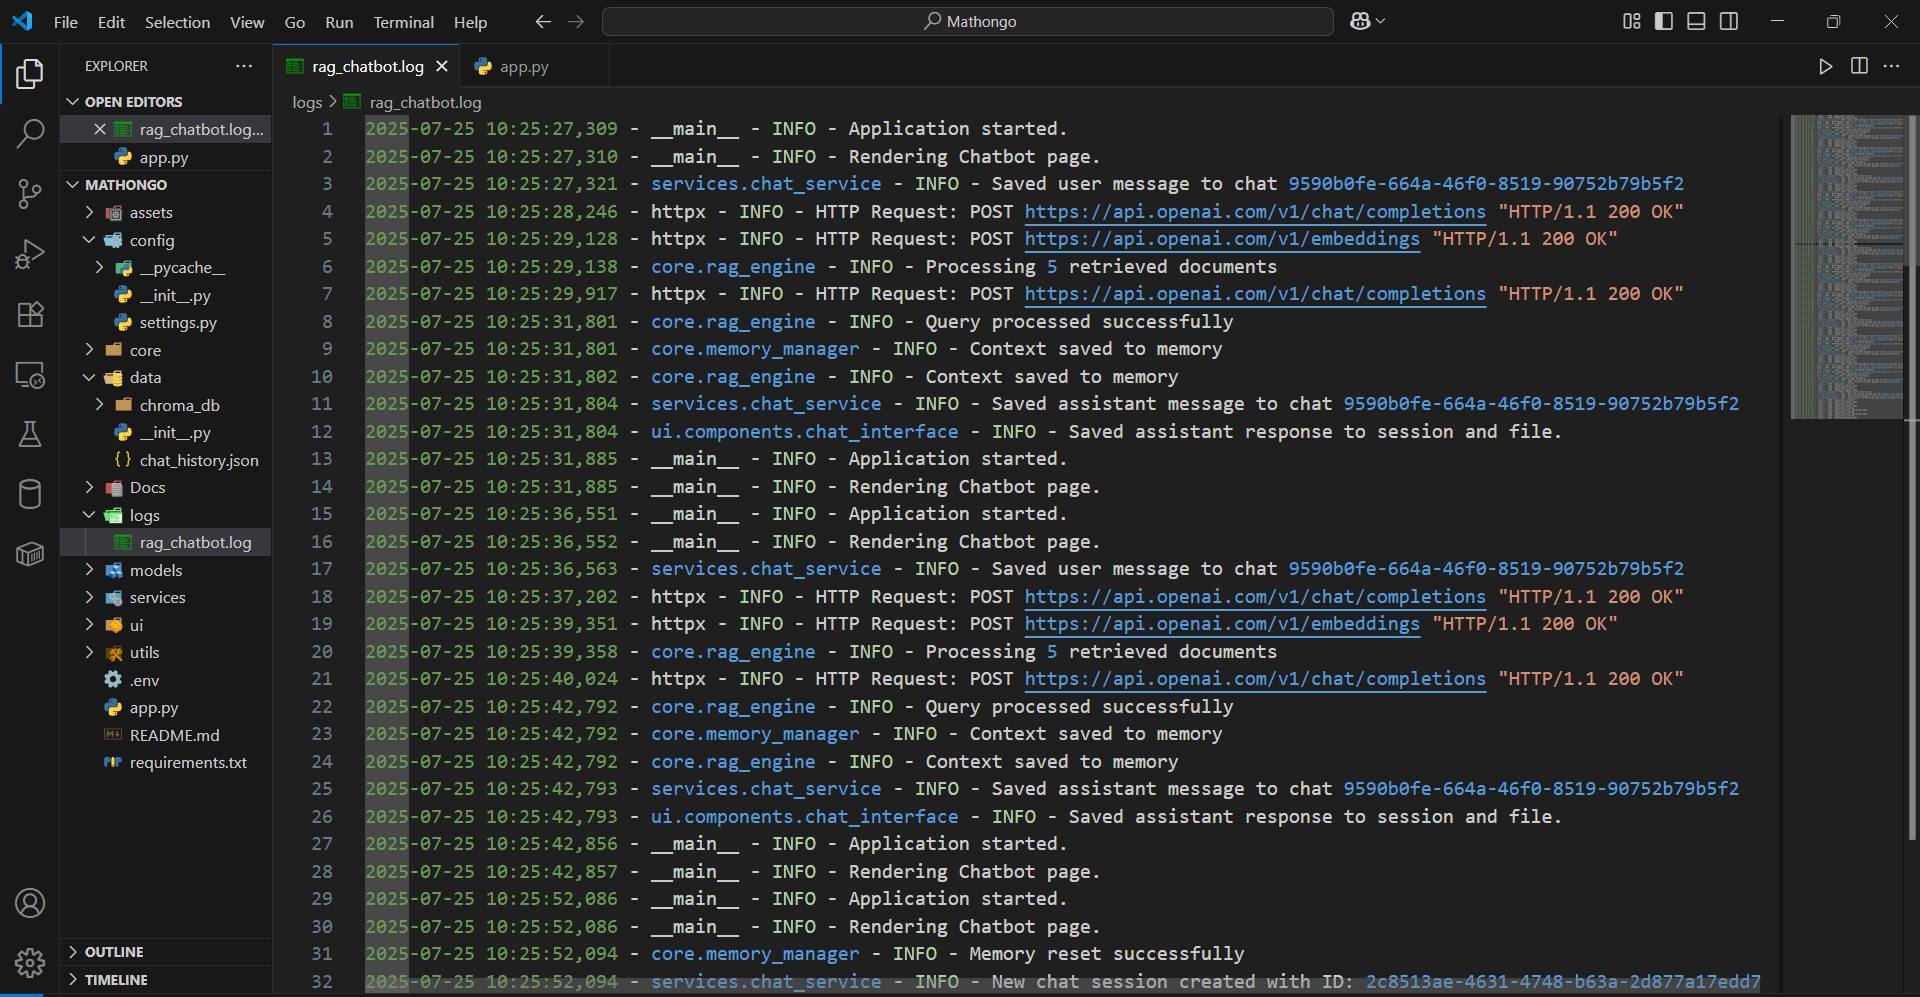 File Edit Selection View Go Run Terminal Help
Mathongo
EXPLORER
OPEN EDITORS
rag_chatbot.log...
app.py
MATHONGO
assets
config
__pycache__
__init__.py
settings.py
core
data
chroma_db
__init__.py
chat_history.json
Docs
logs
rag_chatbot.log
models
services
ui
utils
.env
app.py
README.md
requirements.txt
OUTLINE
TIMELINE
rag_chatbot.log app.py
logs > rag_chatbot.log
1 2025-07-25 10:25:27,309 - __main__ - INFO - Application started.
2 2025-07-25 10:25:27,310 - __main__ - INFO - Rendering Chatbot page.
3 2025-07-25 10:25:27,321 - services.chat_service - INFO - Saved user message to chat 9590b0fe-664a-46f0-8519-90752b79b5f2
4 2025-07-25 10:25:28,246 - httpx - INFO - HTTP Request: POST https://api.openai.com/v1/chat/completions "HTTP/1.1 200 OK"
5 2025-07-25 10:25:29,128 - httpx - INFO - HTTP Request: POST https://api.openai.com/v1/embeddings "HTTP/1.1 200 OK"
6 2025-07-25 10:25:29,138 - core.rag_engine - INFO - Processing 5 retrieved documents
7 2025-07-25 10:25:29,917 - httpx - INFO - HTTP Request: POST https://api.openai.com/v1/chat/completions "HTTP/1.1 200 OK"
8 2025-07-25 10:25:31,801 - core.rag_engine - INFO - Query processed successfully
9 2025-07-25 10:25:31,801 - core.memory_manager - INFO - Context saved to memory
10 2025-07-25 10:25:31,802 - core.rag_engine - INFO - Context saved to memory
11 2025-07-25 10:25:31,804 - services.chat_service - INFO - Saved assistant message to chat 9590b0fe-664a-46f0-8519-90752b79b5f2
12 2025-07-25 10:25:31,804 - ui.components.chat_interface - INFO - Saved assistant response to session and file.
13 2025-07-25 10:25:31,885 - __main__ - INFO - Application started.
14 2025-07-25 10:25:31,885 - __main__ - INFO - Rendering Chatbot page.
15 2025-07-25 10:25:36,551 - __main__ - INFO - Application started.
16 2025-07-25 10:25:36,552 - __main__ - INFO - Rendering Chatbot page.
17 2025-07-25 10:25:36,563 - services.chat_service - INFO - Saved user message to chat 9590b0fe-664a-46f0-8519-90752b79b5f2
18 2025-07-25 10:25:37,202 - httpx - INFO - HTTP Request: POST https://api.openai.com/v1/chat/completions "HTTP/1.1 200 OK"
19 2025-07-25 10:25:39,351 - httpx - INFO - HTTP Request: POST https://api.openai.com/v1/embeddings "HTTP/1.1 200 OK"
20 2025-07-25 10:25:39,358 - core.rag_engine - INFO - Processing 5 retrieved documents
21 2025-07-25 10:25:40,024 - httpx - INFO - HTTP Request: POST https://api.openai.com/v1/chat/completions "HTTP/1.1 200 OK"
22 2025-07-25 10:25:42,792 - core.rag_engine - INFO - Query processed successfully
23 2025-07-25 10:25:42,792 - core.memory_manager - INFO - Context saved to memory
24 2025-07-25 10:25:42,792 - core.rag_engine - INFO - Context saved to memory
25 2025-07-25 10:25:42,793 - services.chat_service - INFO - Saved assistant message to chat 9590b0fe-664a-46f0-8519-90752b79b5f2
26 2025-07-25 10:25:42,793 - ui.components.chat_interface - INFO - Saved assistant response to session and file.
27 2025-07-25 10:25:42,856 - __main__ - INFO - Application started.
28 2025-07-25 10:25:42,857 - __main__ - INFO - Rendering Chatbot page.
29 2025-07-25 10:25:52,086 - __main__ - INFO - Application started.
30 2025-07-25 10:25:52,086 - __main__ - INFO - Rendering Chatbot page.
31 2025-07-25 10:25:52,094 - core.memory_manager - INFO - Memory reset successfully
32 2025-07-25 10:25:52,094 - services.chat_service - INFO - New chat session created with ID: 2c8513ae-4631-4748-b63a-2d877a17edd7